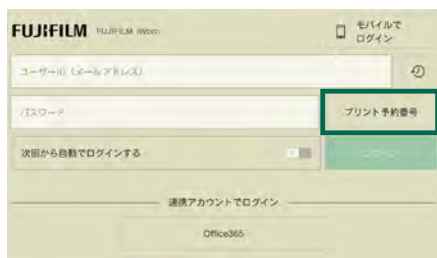 FUJIFILM FUJIFILM IWpro
モバイルで
ログイン
ユーザーID (メールアドレス)
パスワード
プリント予約番号
次回から自動でログインする
連携アカウントでログイン
Office365